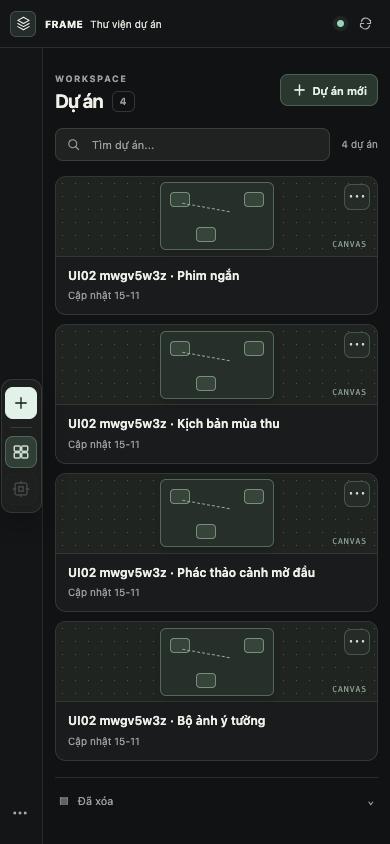 FRAME Thư viện dự án
WORKSPACE
Dự án 4
+ Dự án mới
Tìm dự án...
4 dự án
CANVAS
UI02 mwgv5w3z · Phim ngắn
Cập nhật 15-11
CANVAS
UI02 mwgv5w3z · Kịch bản mùa thu
Cập nhật 15-11
CANVAS
UI02 mwgv5w3z · Phác thảo cảnh mở đầu
Cập nhật 15-11
CANVAS
UI02 mwgv5w3z · Bộ ảnh ý tưởng
Cập nhật 15-11
Đã xóa